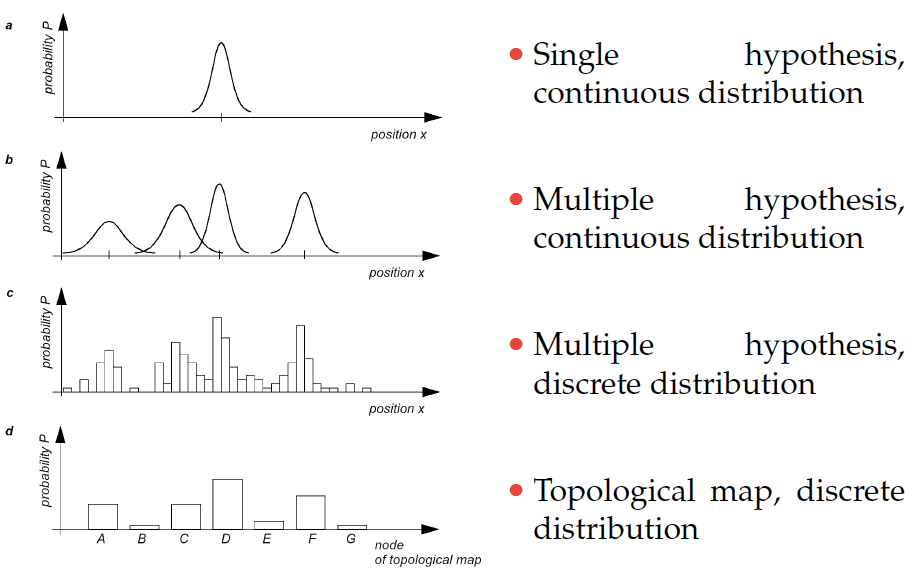 a
probability P
position x
• Single hypothesis,
continuous distribution
b
probability P
position x
• Multiple hypothesis,
continuous distribution
c
probability P
position x
• Multiple hypothesis,
discrete distribution
d
probability P
A B C D E F G
node
of topological map
• Topological map, discrete
distribution